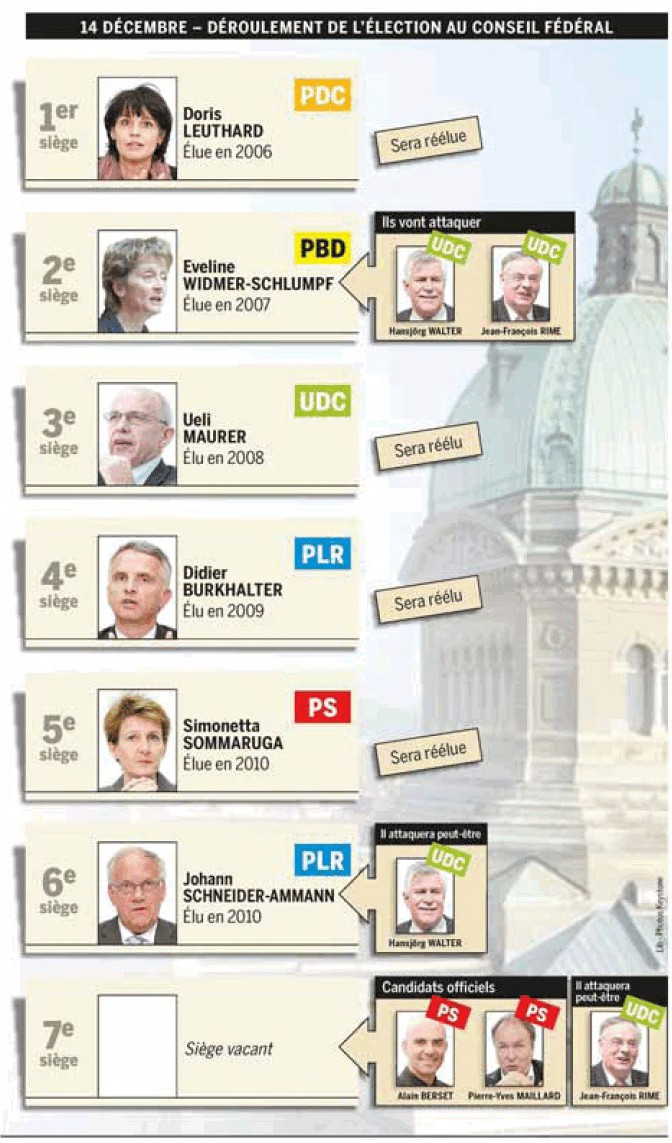 14 DÉCEMBRE – DÉROULEMENT DE L'ÉLECTION AU CONSEIL FÉDÉRAL
1er
siège
Doris
LEUTHARD
Élue en 2006
PDC
Sera réélue
2e
siège
Eveline
WIDMER-SCHLUMPF
Élue en 2007
PBD
Ils vont attaquer
UDC
UDC
Hansjörg WALTER
Jean-François RIME
3e
siège
Ueli
MAURER
Élu en 2008
UDC
Sera réélu
4e
siège
Didier
BURKHALTER
Élu en 2009
PLR
Sera réélu
5e
siège
Simonetta
SOMMARUGA
Élue en 2010
PS
Sera réélue
6e
siège
Johann
SCHNEIDER-AMMANN
Élu en 2010
PLR
Il attaquera peut-être
UDC
Hansjörg WALTER
7e
siège
Siège vacant
Candidats officiels
PS
PS
Alain BERSET
Pierre-Yves MAILLARD
Il attaquera
peut-être
UDC
Jean-François RIME
Photos Keystone